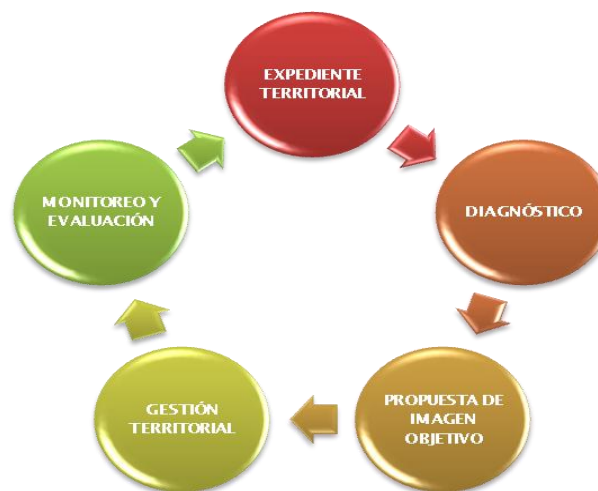 EXPEDIENTE
TERRITORIAL
DIAGNÓSTICO
PROPUESTA DE
IMAGEN
OBJETIVO
GESTIÓN
TERRITORIAL
MONITOREO Y
EVALUACIÓN